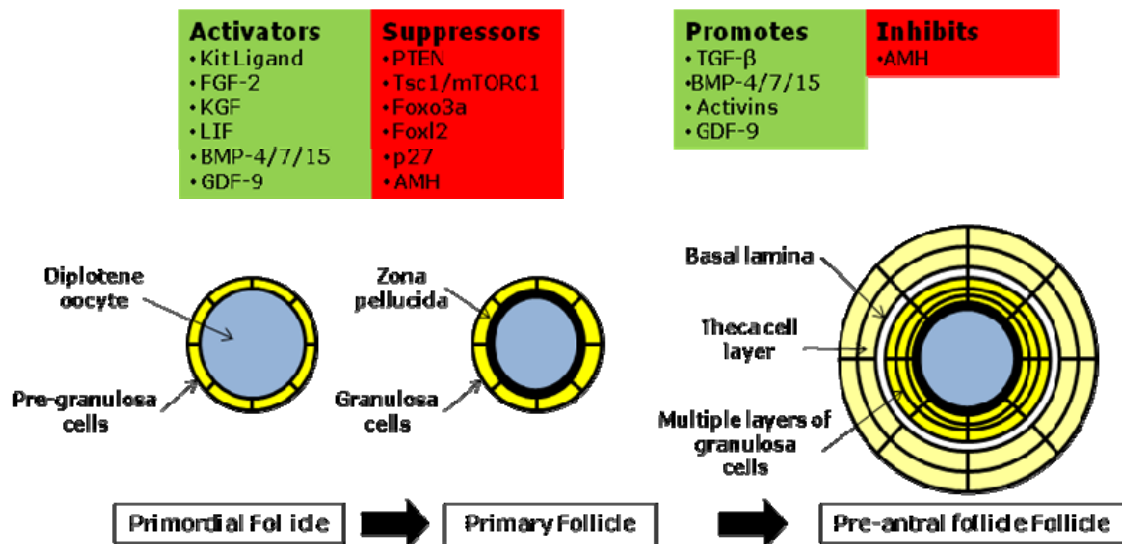 Activators
• Kit Ligand
• FGF-2
• KGF
• LIF
• BMP-4/7/15
• GDF-9
Suppressors
• PTEN
• Tsc1/mTORC1
• Foxo3a
• Foxl2
• p27
• AMH
Promotes
• TGF-β
• BMP-4/7/15
• Activins
• GDF-9
Inhibits
• AMH
Diplotene
oocyte
Pre-granulosa
cells
Zona
pellucida
Granulosa
cells
Basal lamina
Theca cell
layer
Multiple layers of
granulosa
cells
Primordial Follicle
Primary Follicle
Pre-antral follicle Follicle